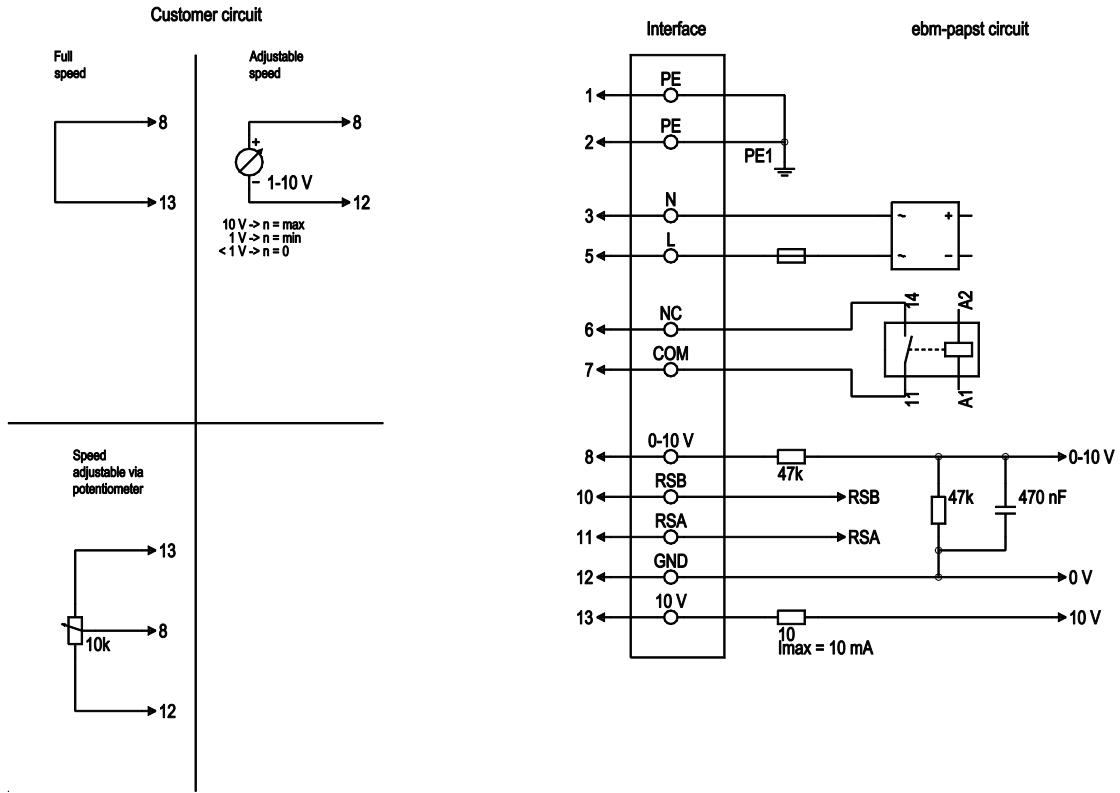 Customer circuit
Full
speed
8
13
Adjustable
speed
8
+
−
1-10 V
12
10 V -> n = max
1 V -> n = min
< 1 V -> n = 0
Speed
adjustable via
potentiometer
13
8
10k
12
Interface
ebm-papst circuit
1
PE
2
PE
PE1
3
N
~
+
5
L
~
−
6
NC
14
A2
7
COM
11
A1
8
0-10 V
47k
0-10 V
10
RSB
RSB
47k
470 nF
11
RSA
RSA
12
GND
0 V
13
10 V
10
Imax = 10 mA
10 V